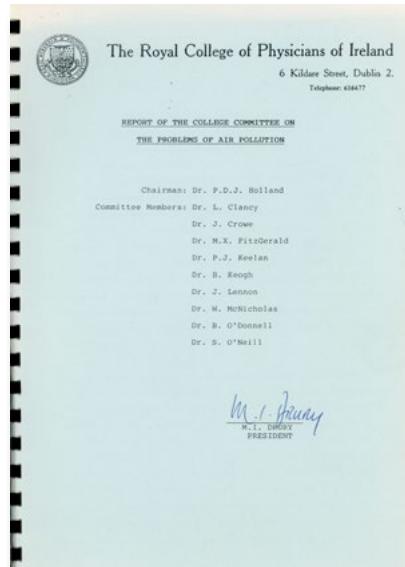 The Royal College of Physicians of Ireland
6 Kildare Street, Dublin 2.
Telephone: 616677
REPORT OF THE COLLEGE COMMITTEE ON
THE PROBLEMS OF AIR POLLUTION
Chairman: Dr. P.D.J. Holland
Committee Members: Dr. L. Clancy
Dr. J. Crowe
Dr. M.X. FitzGerald
Dr. P.J. Keelan
Dr. B. Keogh
Dr. J. Lennon
Dr. W. McNicholas
Dr. B. O'Donnell
Dr. S. O'Neill
M.I. Drury
M.I. DRURY
PRESIDENT